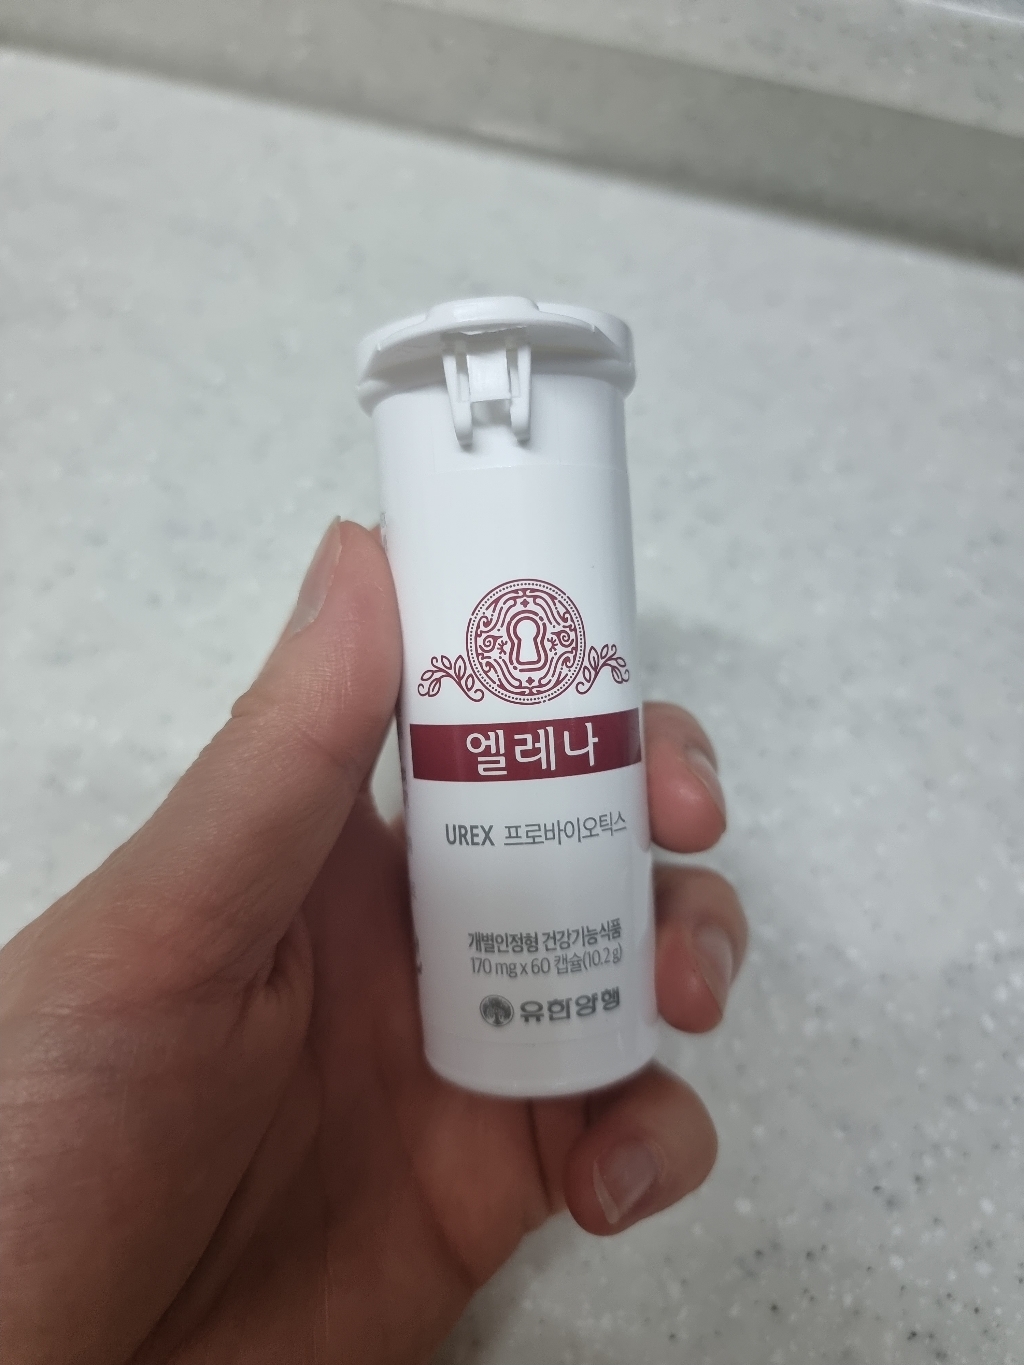 엘레나
UREX 프로바이오틱스
개별인정형 건강기능식품
170 mg x 60 캡슐(10.2 g)
유한양행